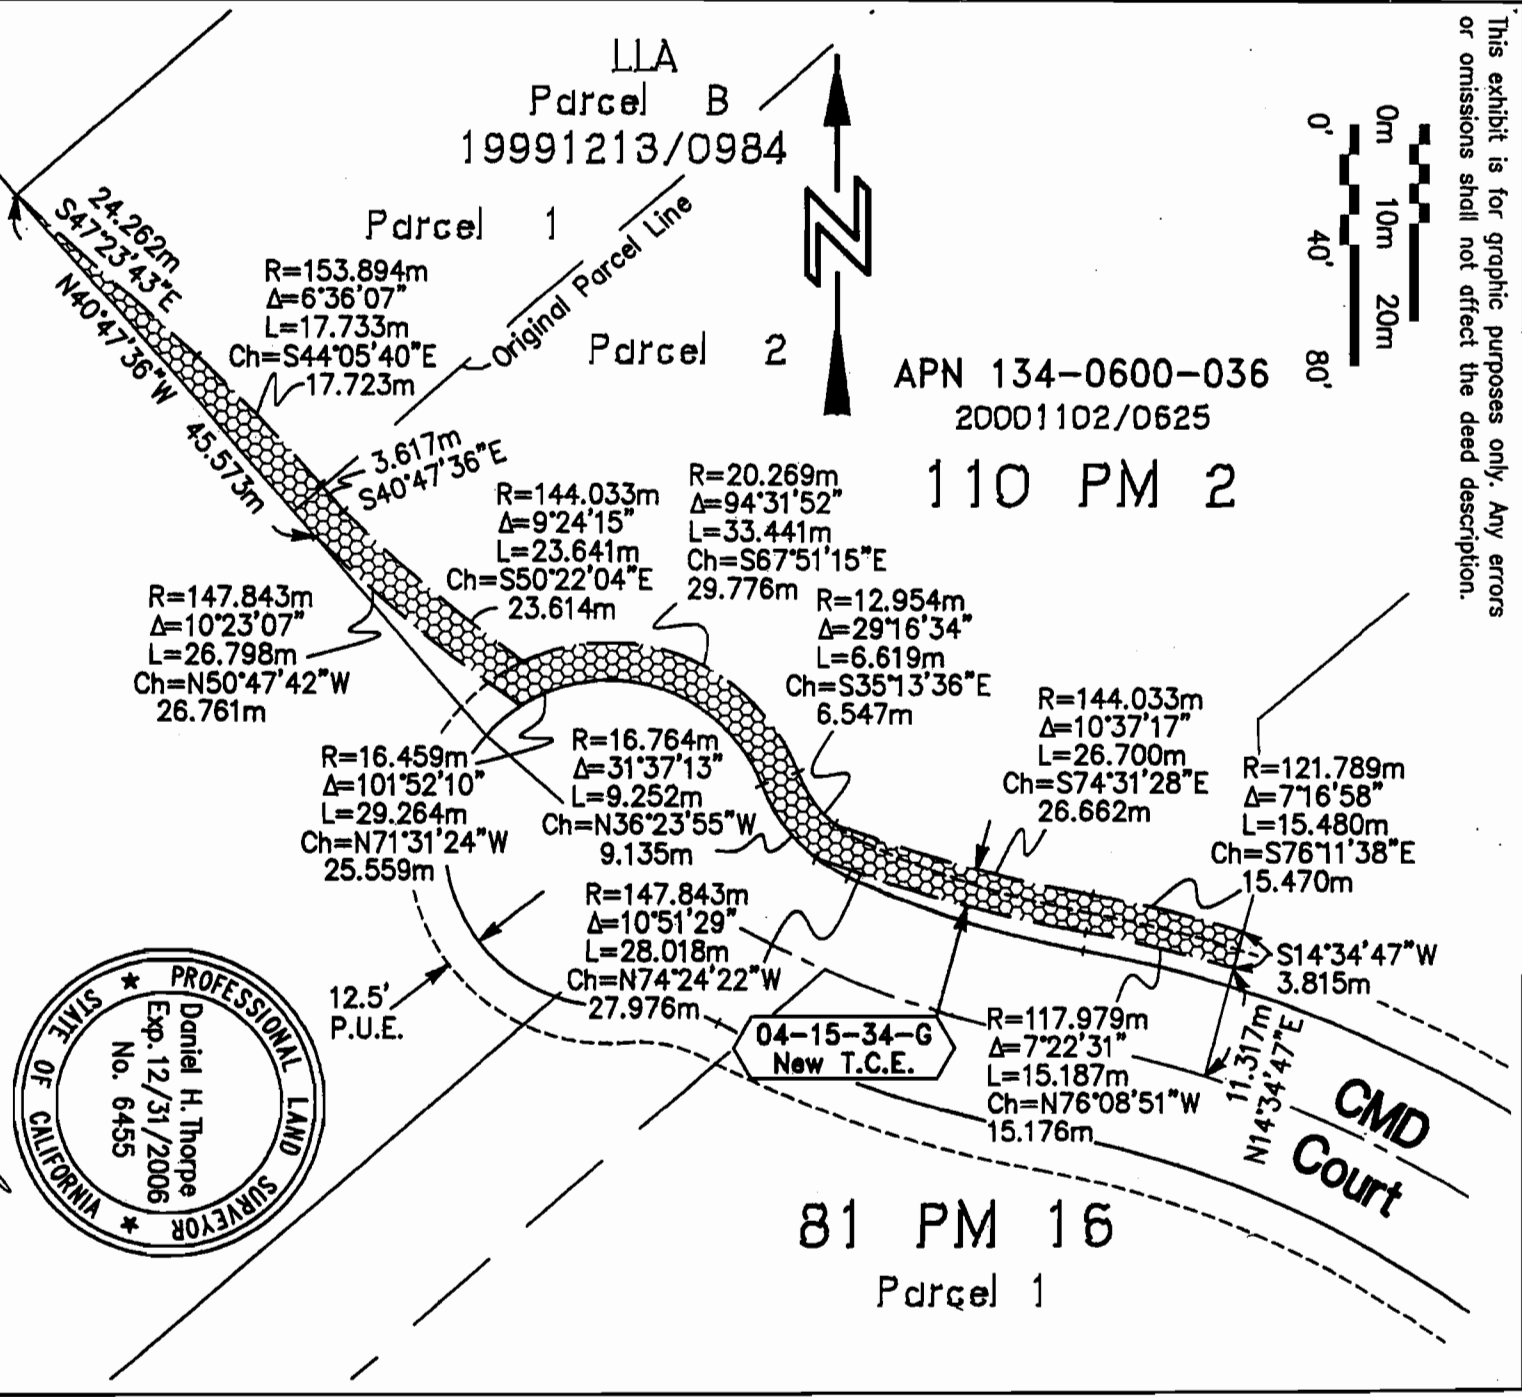 This exhibit is for graphic purposes only. Any errors
or omissions shall not affect the deed description.
0m 10m 20m
0' 40' 80'
LLA
Parcel B
19991213/0984
Parcel 1
Original Parcel Line
Parcel 2
APN 134-0600-036
20001102/0625
110 PM 2
24.262m
S47°23'43"E
N40°47'36"W
45.573m
R=153.894m
Δ=6°36'07"
L=17.733m
Ch=S44°05'40"E
17.723m
3.617m
S40°47'36"E
R=144.033m
Δ=9°24'15"
L=23.641m
Ch=S50°22'04"E
23.614m
R=20.269m
Δ=94°31'52"
L=33.441m
Ch=S67°51'15"E
29.776m
R=12.954m
Δ=29°16'34"
L=6.619m
Ch=S35°13'36"E
6.547m
R=147.843m
Δ=10°23'07"
L=26.798m
Ch=N50°47'42"W
26.761m
R=144.033m
Δ=10°37'17"
L=26.700m
Ch=S74°31'28"E
26.662m
R=121.789m
Δ=7°16'58"
L=15.480m
Ch=S76°11'38"E
15.470m
R=16.459m
Δ=101°52'10"
L=29.264m
Ch=N71°31'24"W
25.559m
R=16.764m
Δ=31°37'13"
L=9.252m
Ch=N36°23'55"W
9.135m
R=147.843m
Δ=10°51'29"
L=28.018m
Ch=N74°24'22"W
27.976m
S14°34'47"W
3.815m
12.5'
P.U.E.
04-15-34-G
New T.C.E.
R=117.979m
Δ=7°22'31"
L=15.187m
Ch=N76°08'51"W
15.176m
11.317m
N14°34'47"E
CMD
Court
81 PM 16
Parcel 1
PROFESSIONAL LAND SURVEYOR
STATE OF CALIFORNIA
Daniel H. Thorpe
Exp. 12/31/2006
No. 6455